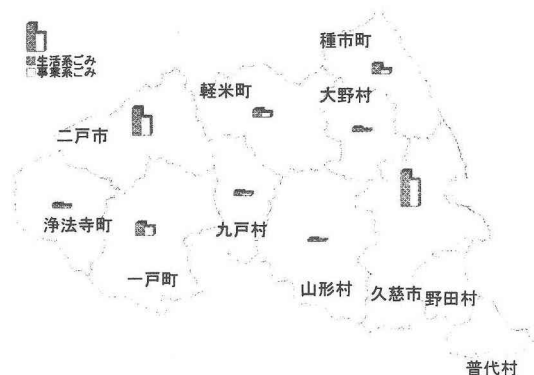 生活系ごみ
事業系ごみ
種市町
軽米町
大野村
二戸市
浄法寺町
九戸村
一戸町
山形村
久慈市
野田村
普代村